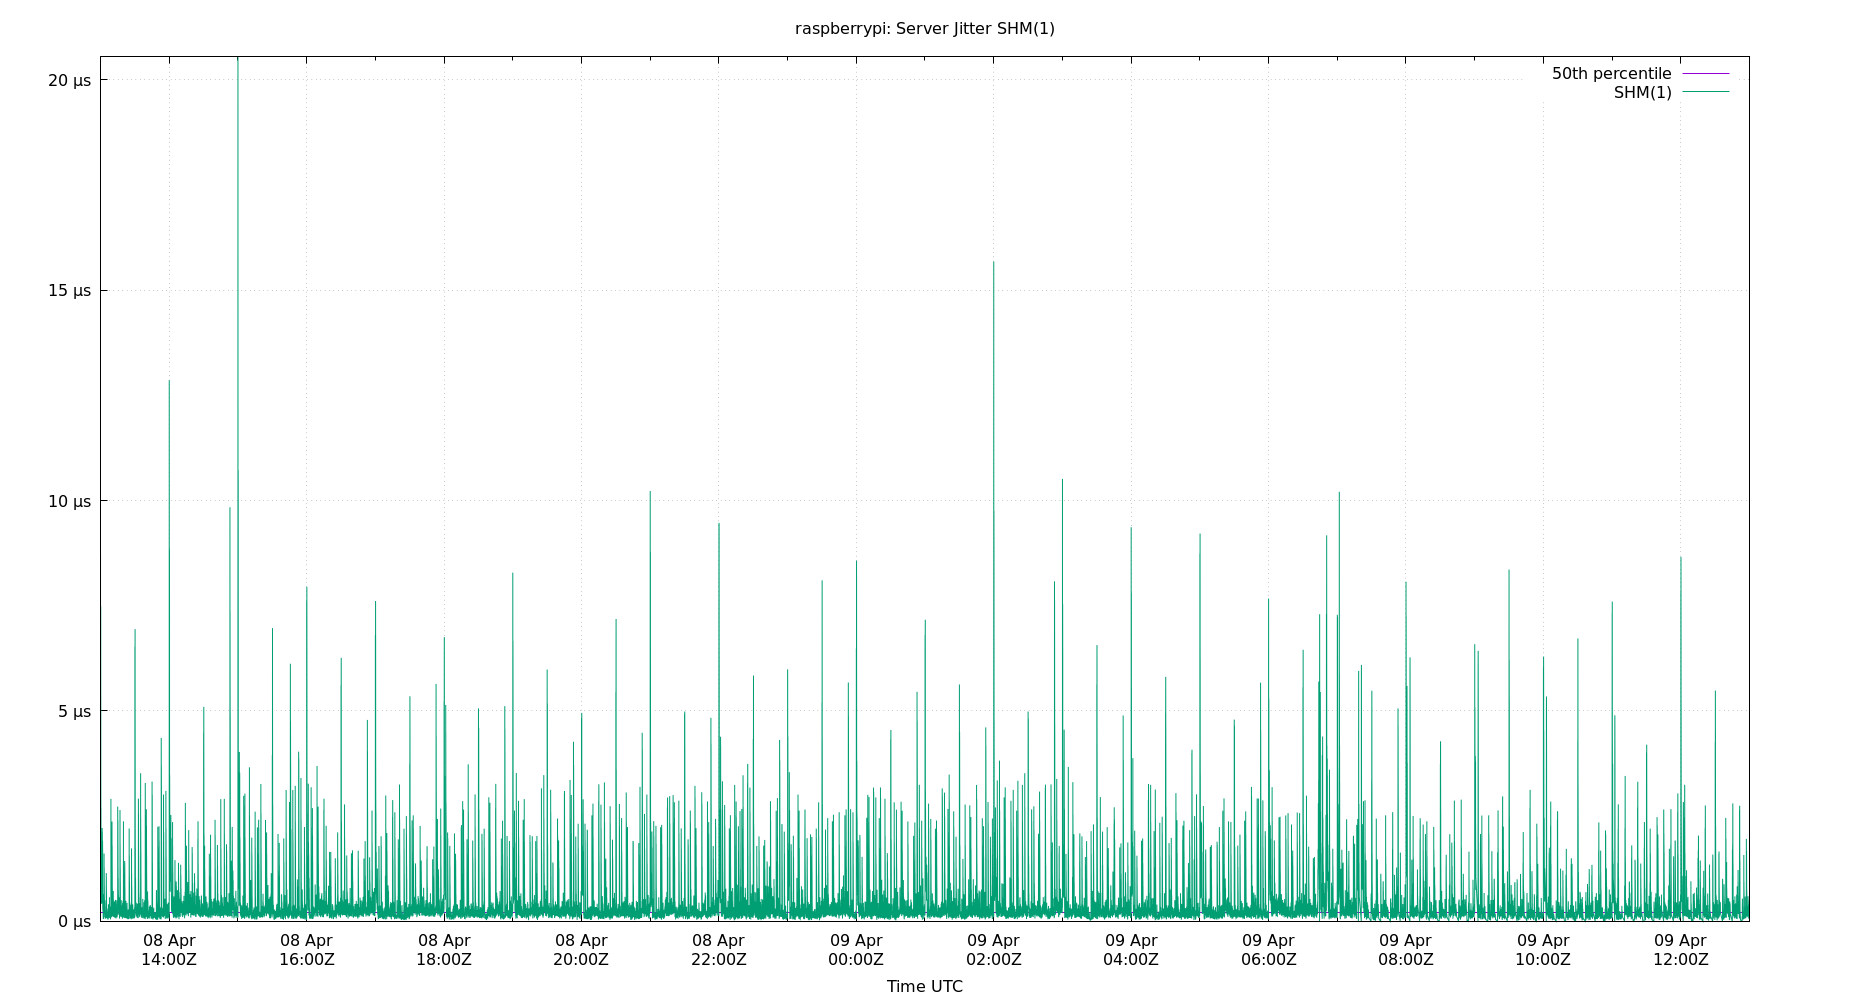 raspberrypi: Server Jitter SHM(1)
50th percentile
SHM(1)
20 µs
15 µs
10 µs
5 µs
0 µs
08 Apr 08 Apr 08 Apr 08 Apr 08 Apr 09 Apr 09 Apr 09 Apr 09 Apr 09 Apr 09 Apr 09 Apr
14:00Z 16:00Z 18:00Z 20:00Z 22:00Z 00:00Z 02:00Z 04:00Z 06:00Z 08:00Z 10:00Z 12:00Z
Time UTC